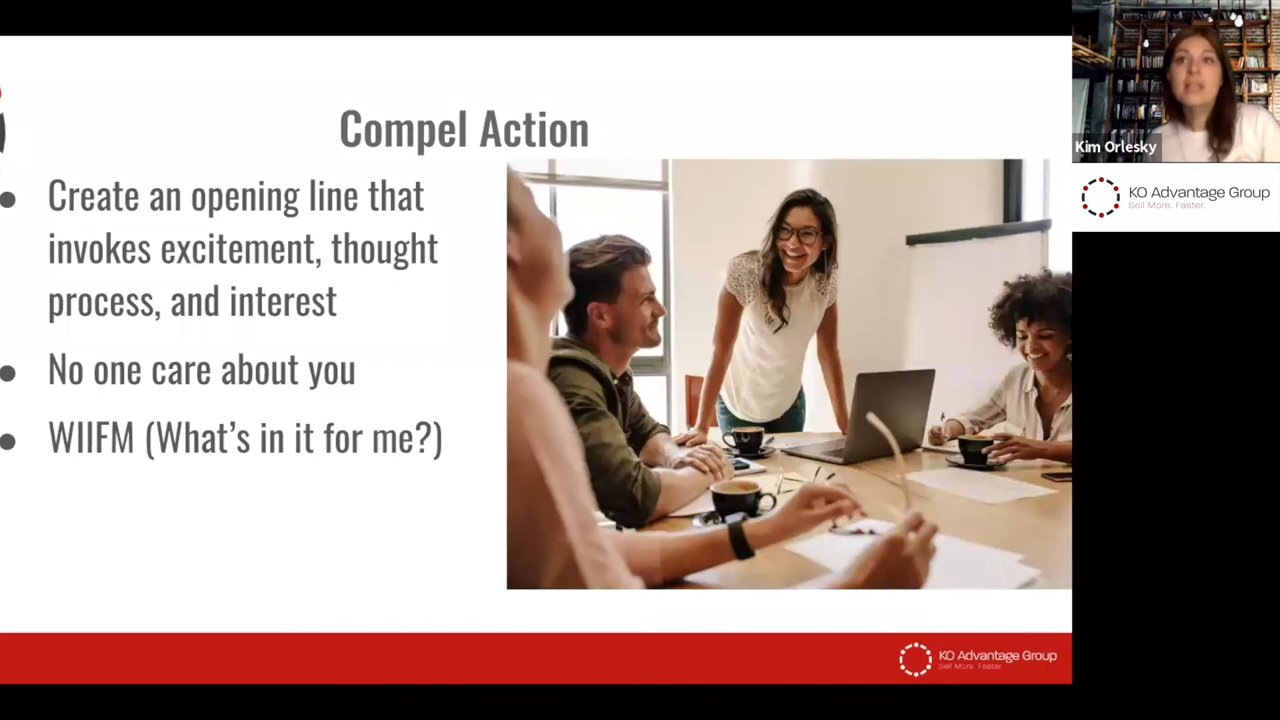 Compel Action
Create an opening line that
invokes excitement, thought
process, and interest
No one care about you
WIIFM (What's in it for me?)
KO Advantage Group
Sell More. Faster.
Kim Orlesky
KO Advantage Group
Sell More. Faster.